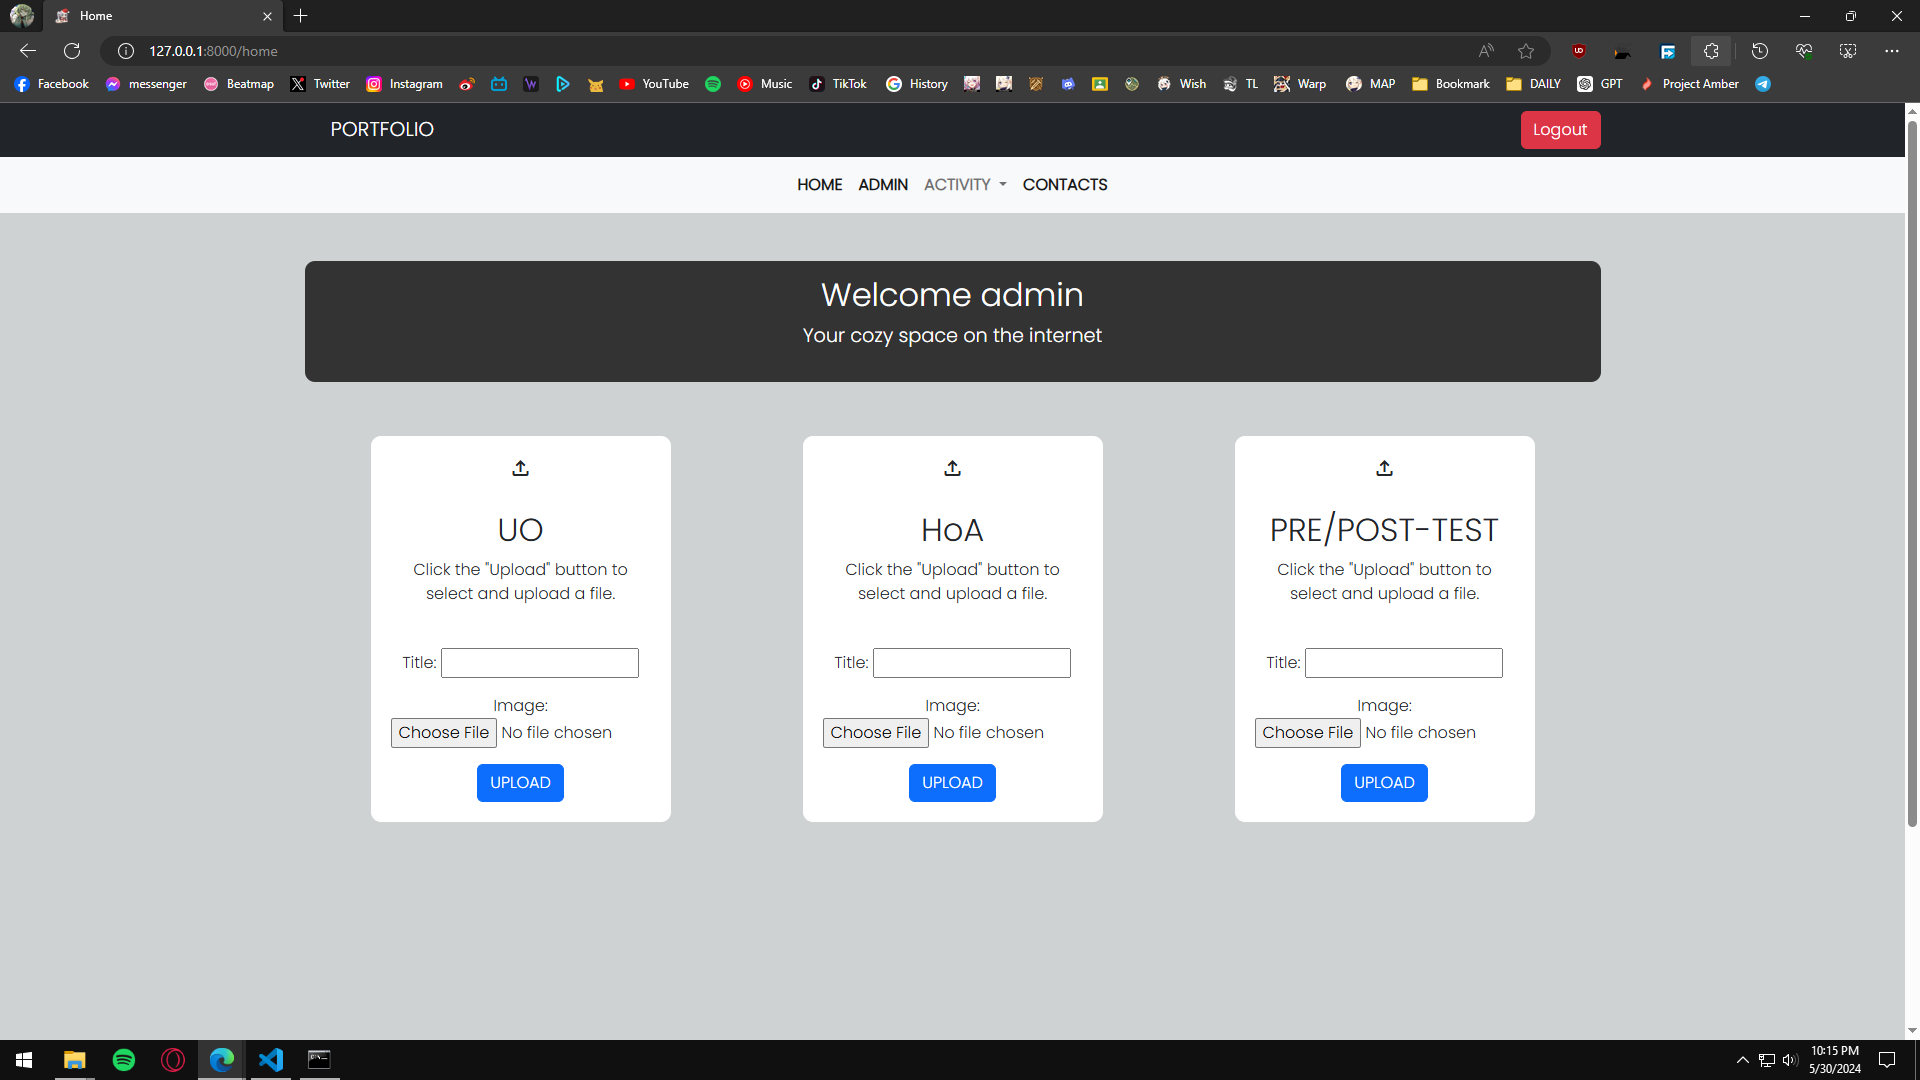 Home
127.0.0.1:8000/home
Facebook messenger Beatmap Twitter Instagram YouTube Music TikTok History Wish TL Warp MAP Bookmark DAILY GPT Project Amber
PORTFOLIO
Logout
HOME ADMIN ACTIVITY CONTACTS
Welcome admin
Your cozy space on the internet
UO
Click the "Upload" button to
select and upload a file.
Title:
Image:
Choose File No file chosen
UPLOAD
HoA
Click the "Upload" button to
select and upload a file.
Title:
Image:
Choose File No file chosen
UPLOAD
PRE/POST-TEST
Click the "Upload" button to
select and upload a file.
Title:
Image:
Choose File No file chosen
UPLOAD
10:15 PM
5/30/2024